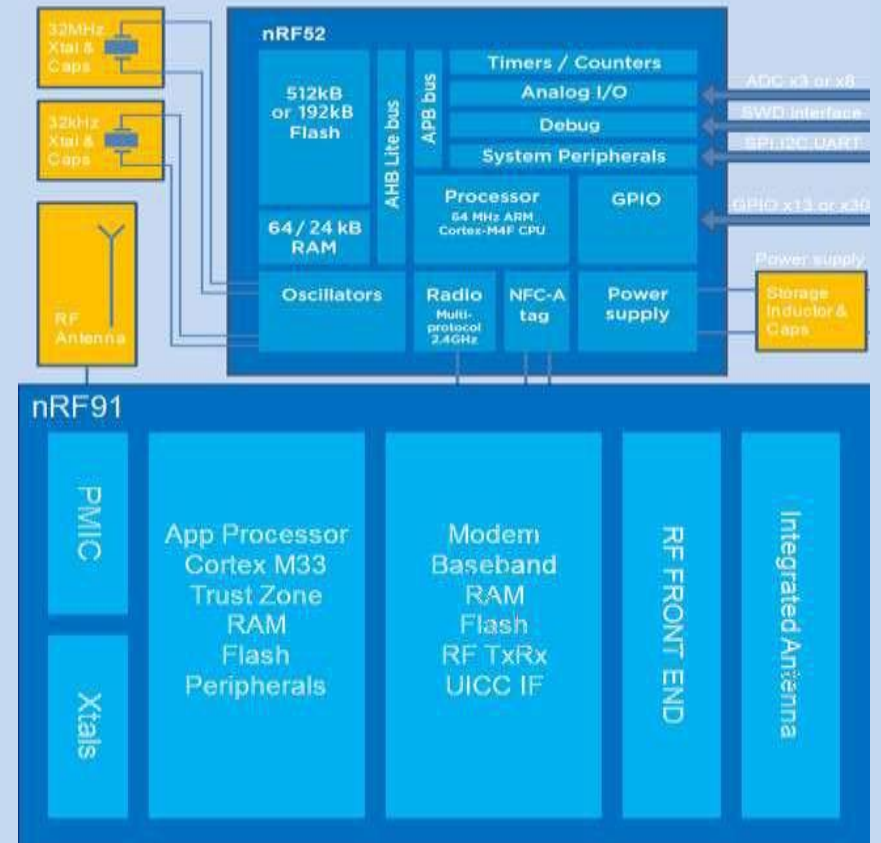 32MHz
Xtal &
Caps
32kHz
Xtal &
Caps
RF
Antenna
nRF52
512kB
or 192kB
Flash
64 / 24 kB
RAM
AHB Lite bus
APB bus
Timers / Counters
Analog I/O
Debug
System Peripherals
Processor
64 MHz ARM
Cortex-M4F CPU
GPIO
Oscillators
Radio
Multi-
protocol
2.4GHz
NFC-A
tag
Power
supply
ADC x3 or x8
SWD Interface
SPI,I2C,UART
GPIO x13 or x30
Power supply
Storage
Inductor &
Caps
nRF91
PMIC
Xtals
App Processor
Cortex M33
Trust Zone
RAM
Flash
Peripherals
Modem
Baseband
RAM
Flash
RF TxRx
UICC IF
RF FRONT END
Integrated Antenna